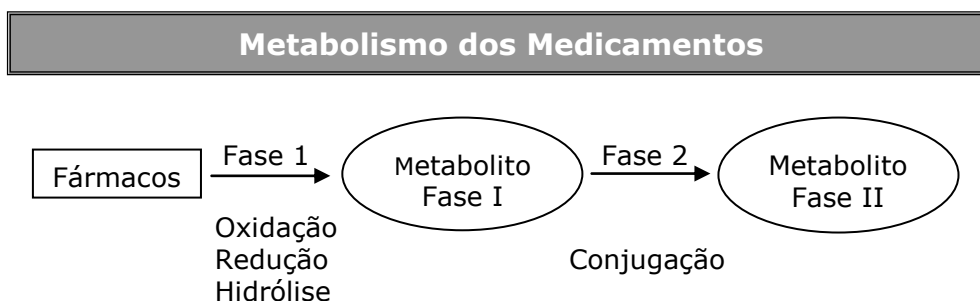 Metabolismo dos Medicamentos
Fármacos
Fase 1
Oxidação
Redução
Hidrólise
Metabolito
Fase I
Fase 2
Conjugação
Metabolito
Fase II